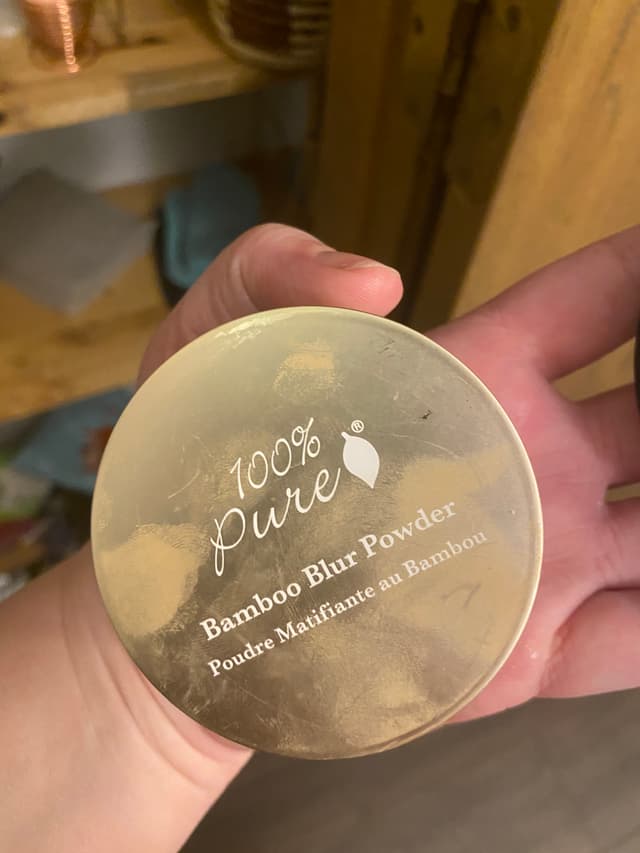 100%
Pure®
Bamboo Blur Powder
Poudre Matifiante au Bambou